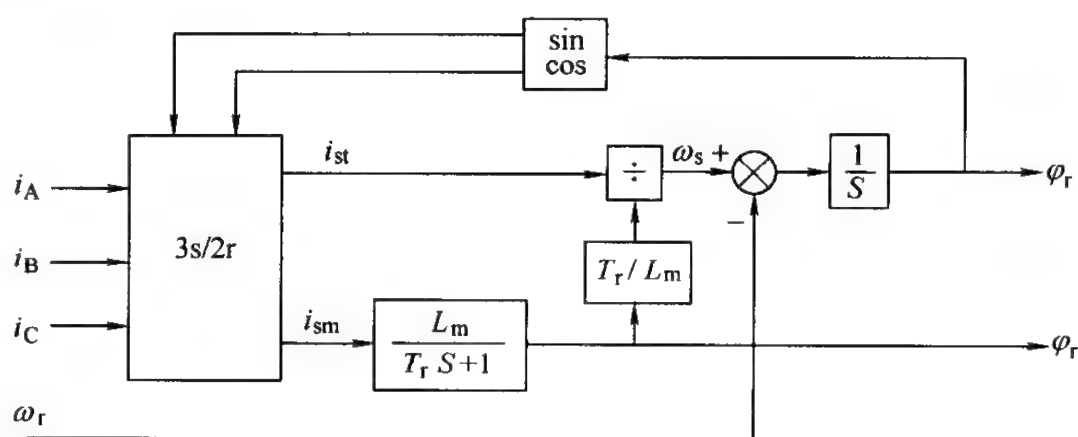 sin
cos
i_st
ω_s +
÷
1
S
φ_r
i_A
−
3s/2r
T_r / L_m
i_B
i_sm
L_m
T_r S+1
φ_r
i_C
ω_r